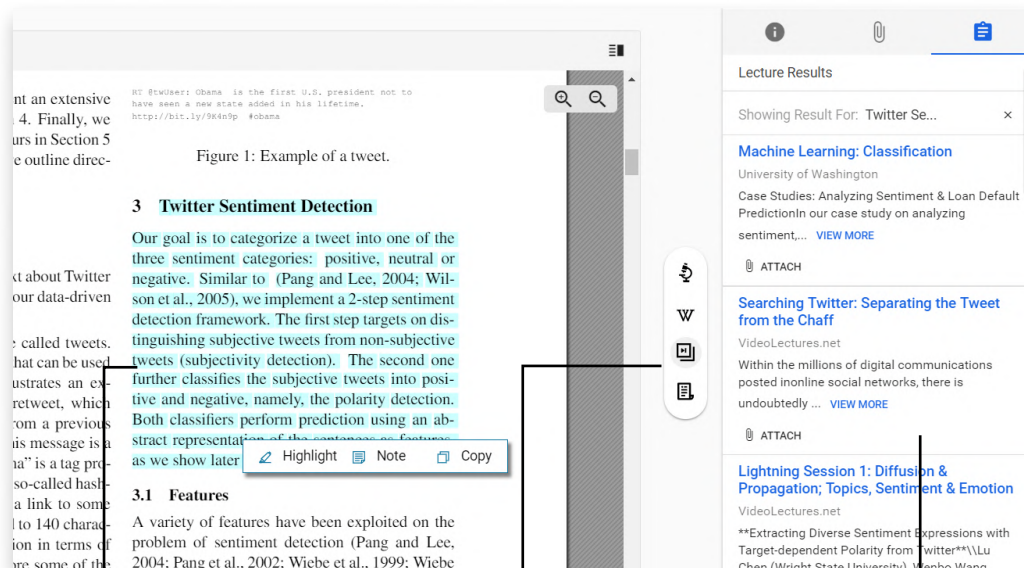 nt an extensive
4. Finally, we
urs in Section 5
e outline direc-
xt about Twitter
our data-driven
called tweets.
hat can be used
ustrates an ex-
retweet, which
rom a previous
is message is a
na" is a tag pro-
so-called hash-
a link to some
to 140 charac-
ion in terms of
ore some of the
RT @twUser: Obama is the first U.S. president not to
have seen a new state added in his lifetime.
http://bit.ly/9K4n9p #obama
Figure 1: Example of a tweet.
3 Twitter Sentiment Detection
Our goal is to categorize a tweet into one of the
three sentiment categories: positive, neutral or
negative. Similar to (Pang and Lee, 2004; Wil-
son et al., 2005), we implement a 2-step sentiment
detection framework. The first step targets on dis-
tinguishing subjective tweets from non-subjective
tweets (subjectivity detection). The second one
further classifies the subjective tweets into posi-
tive and negative, namely, the polarity detection.
Both classifiers perform prediction using an ab-
stract representation of the sentences as features,
as we show later
Highlight Note Copy
3.1 Features
A variety of features have been exploited on the
problem of sentiment detection (Pang and Lee,
2004; Pang et al., 2002; Wiebe et al., 1999; Wiebe
W
Lecture Results
Showing Result For: Twitter Se... ×
Machine Learning: Classification
University of Washington
Case Studies: Analyzing Sentiment & Loan Default
PredictionIn our case study on analyzing
sentiment,... VIEW MORE
ATTACH
Searching Twitter: Separating the Tweet
from the Chaff
VideoLectures.net
Within the millions of digital communications
posted inonline social networks, there is
undoubtedly ... VIEW MORE
ATTACH
Lightning Session 1: Diffusion &
Propagation; Topics, Sentiment & Emotion
VideoLectures.net
**Extracting Diverse Sentiment Expressions with
Target-dependent Polarity from Twitter**\\Lu
Chen (Wright State University), Wenbo Wang